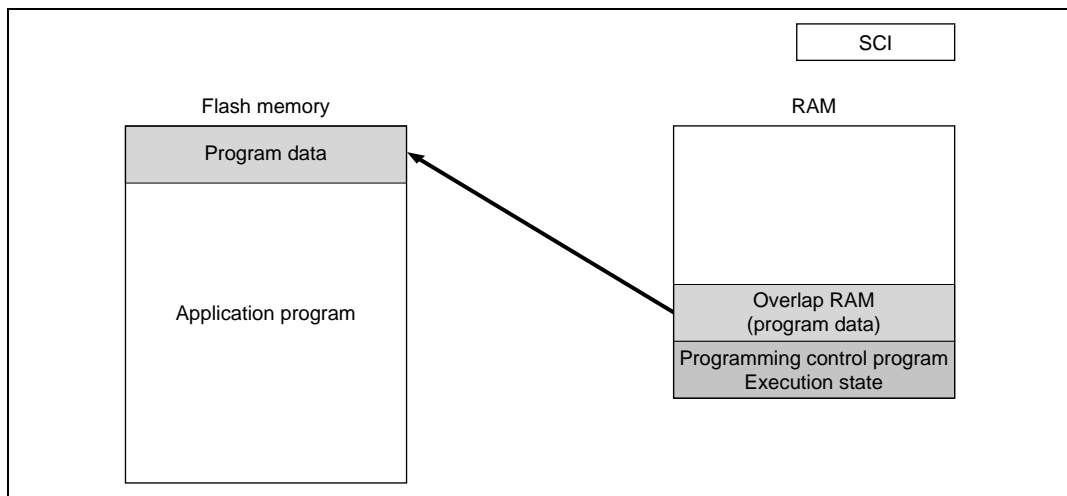 SCI
Flash memory
RAM
Program data
Application program
Overlap RAM
(program data)
Programming control program
Execution state